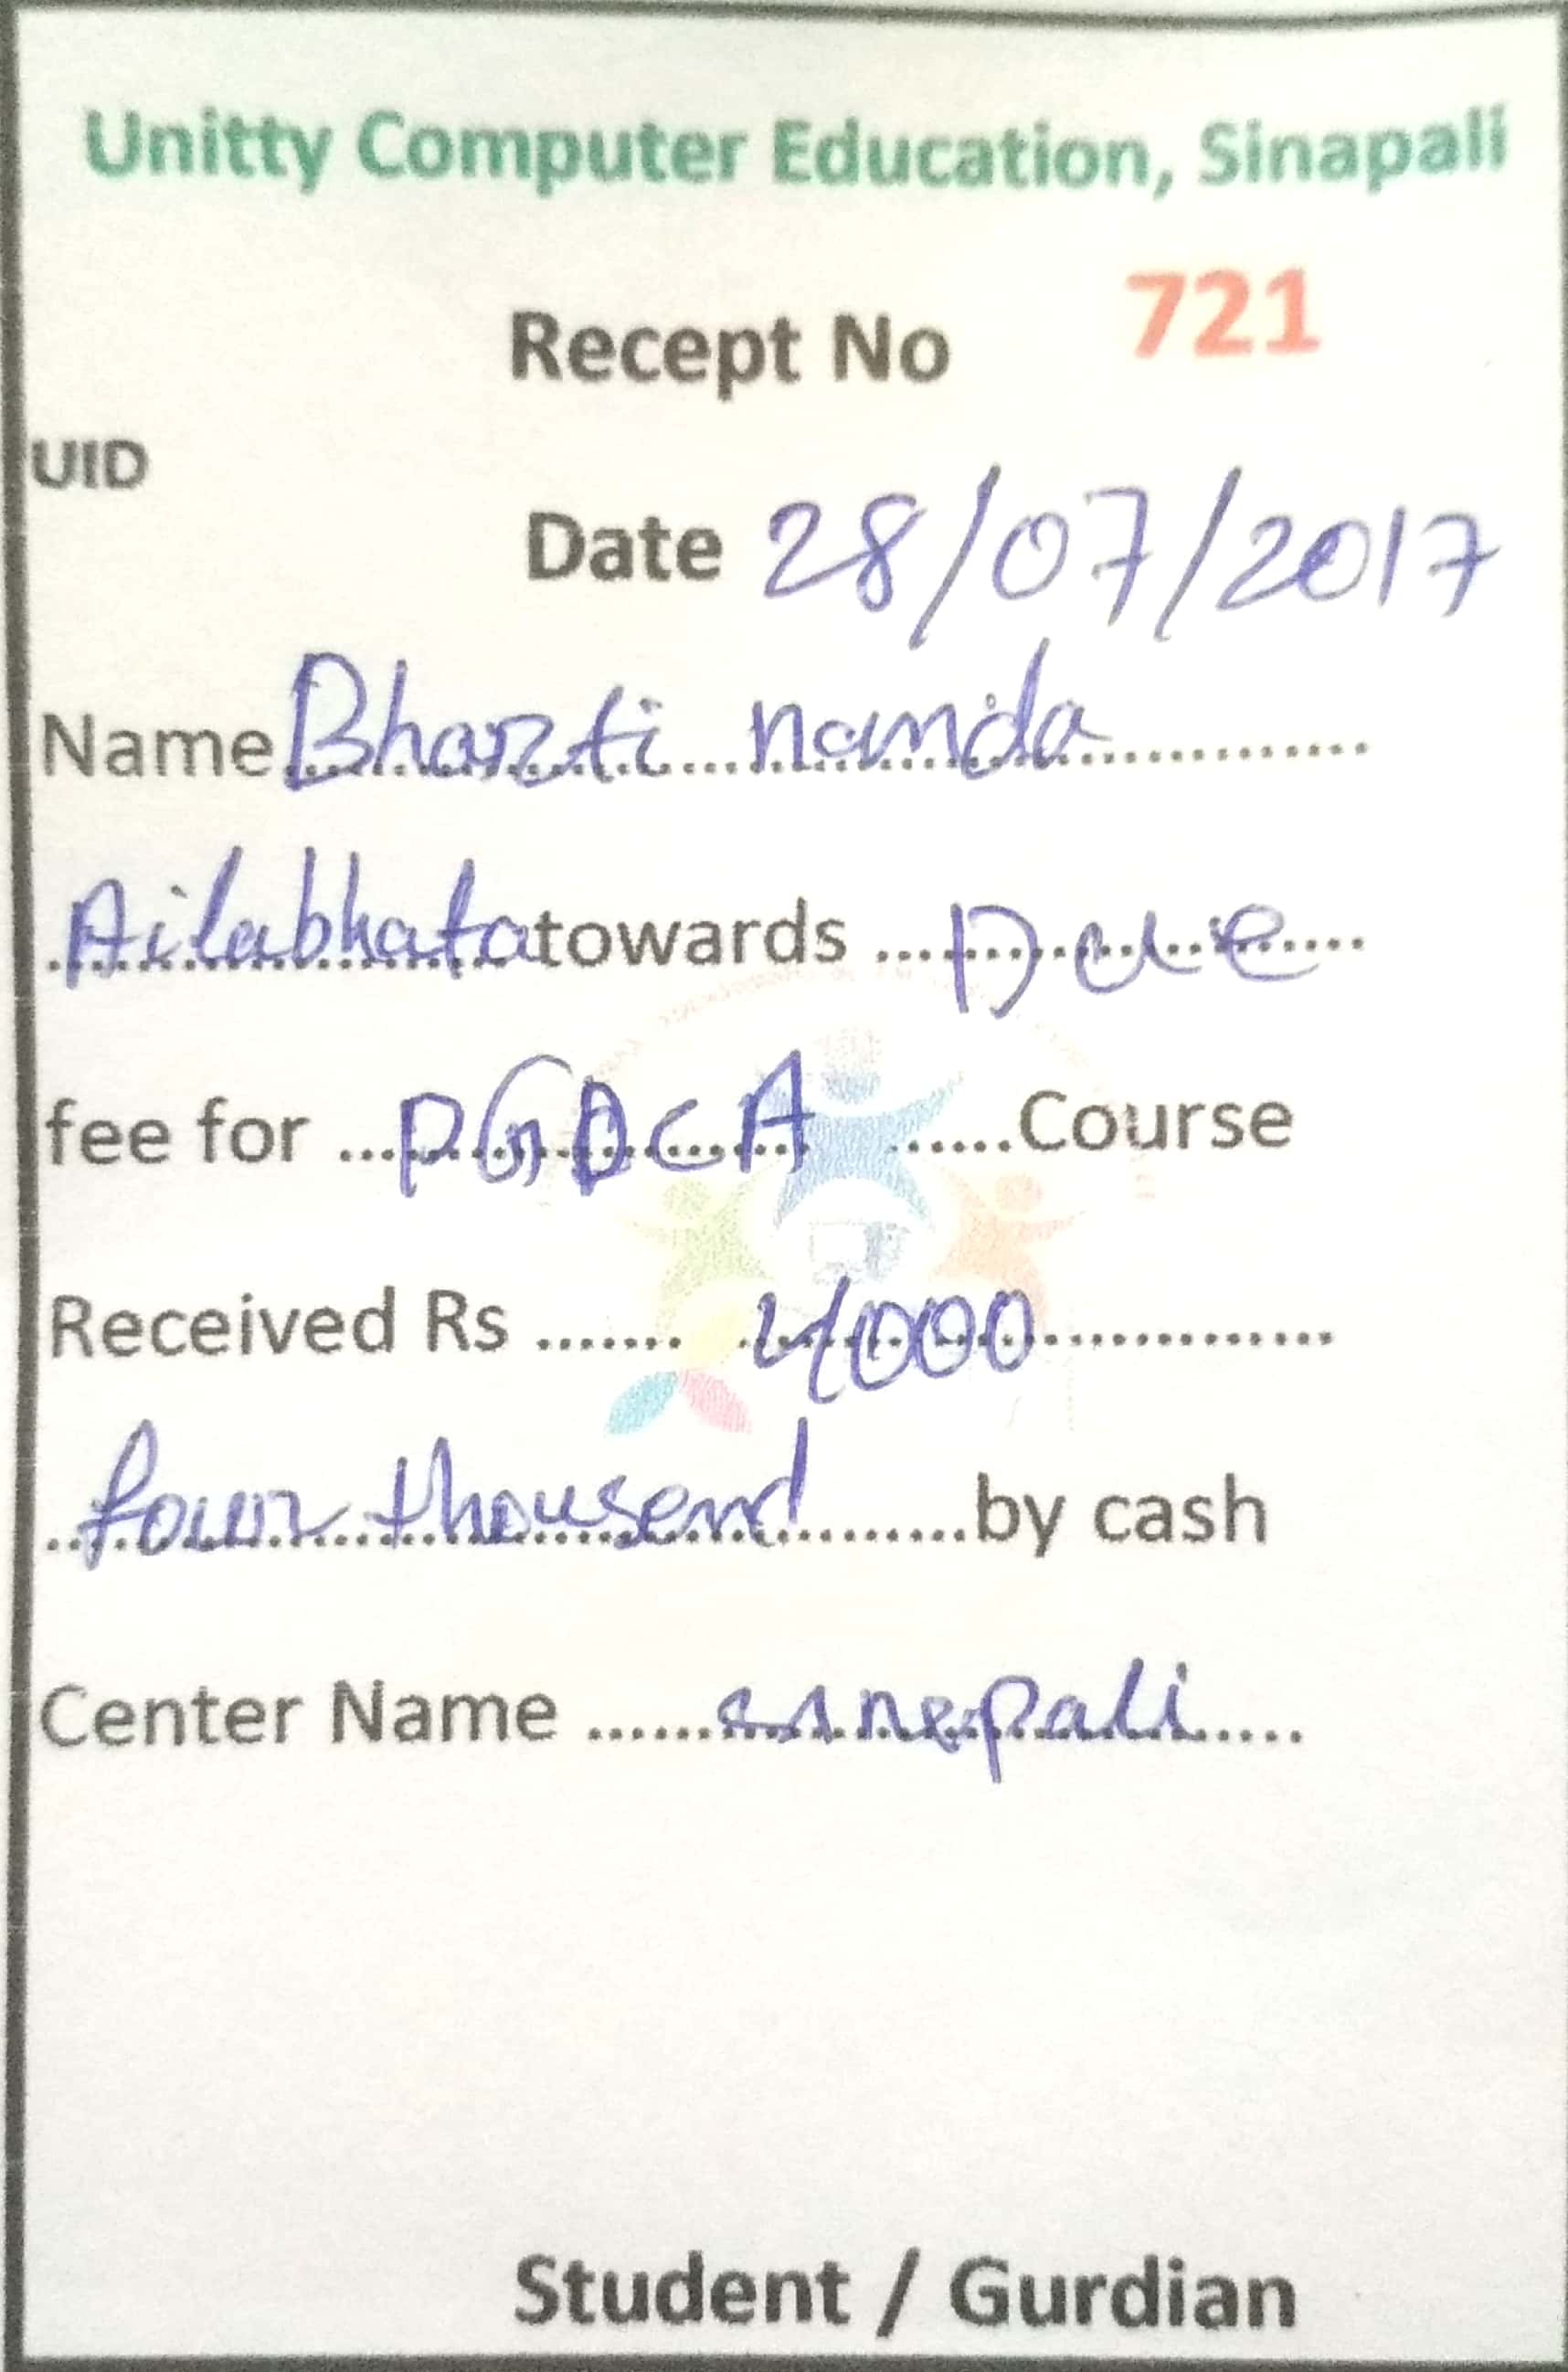 Unitty Computer Education, Sinapali
Recept No 721
UID
Date 28/07/2017
Name Bharti nanda
Ailabhata towards ... Due
fee for ... PGDCA ...... Course
Received Rs ....... 4000
four thousend by cash
Center Name ...... sinepali
Student / Gurdian